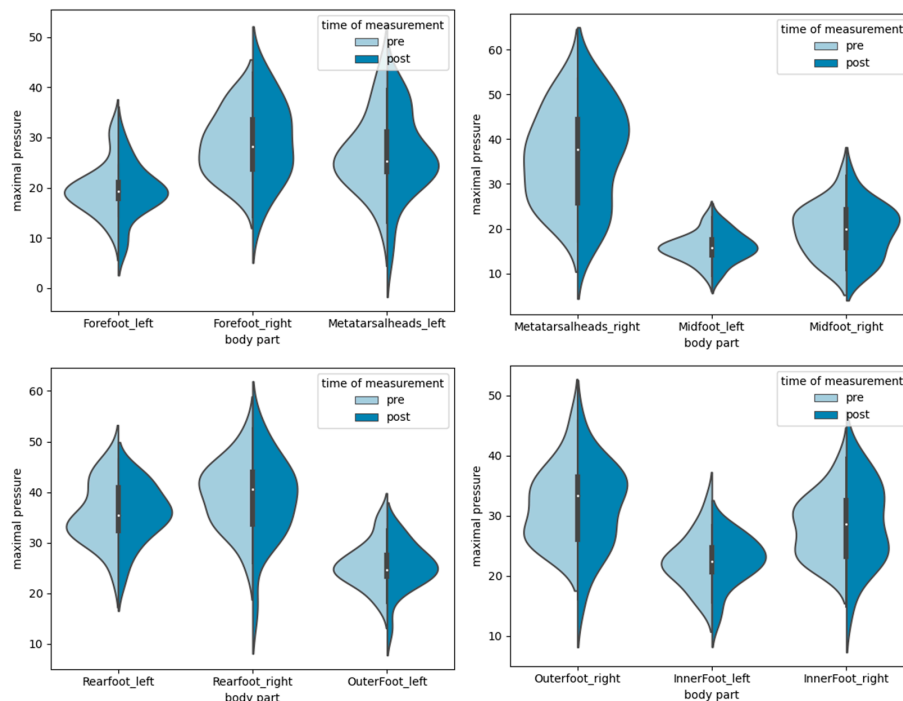 time of measurement
pre
post
maximal pressure
50
40
30
20
10
0
Forefoot_left Forefoot_right Metatarsalheads_left
body part
time of measurement
pre
post
maximal pressure
60
50
40
30
20
10
Metatarsalheads_right Midfoot_left Midfoot_right
body part
time of measurement
pre
post
maximal pressure
60
50
40
30
20
10
Rearfoot_left Rearfoot_right OuterFoot_left
body part
time of measurement
pre
post
maximal pressure
50
40
30
20
10
Outerfoot_right InnerFoot_left InnerFoot_right
body part